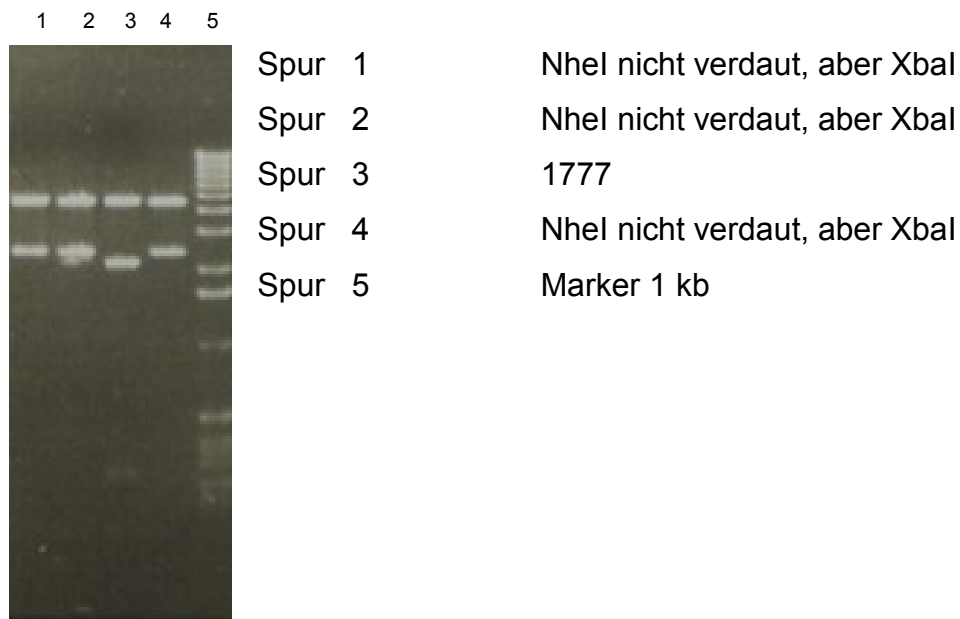 1 2 3 4 5
Spur 1 NheI nicht verdaut, aber XbaI
Spur 2 NheI nicht verdaut, aber XbaI
Spur 3 1777
Spur 4 NheI nicht verdaut, aber XbaI
Spur 5 Marker 1 kb